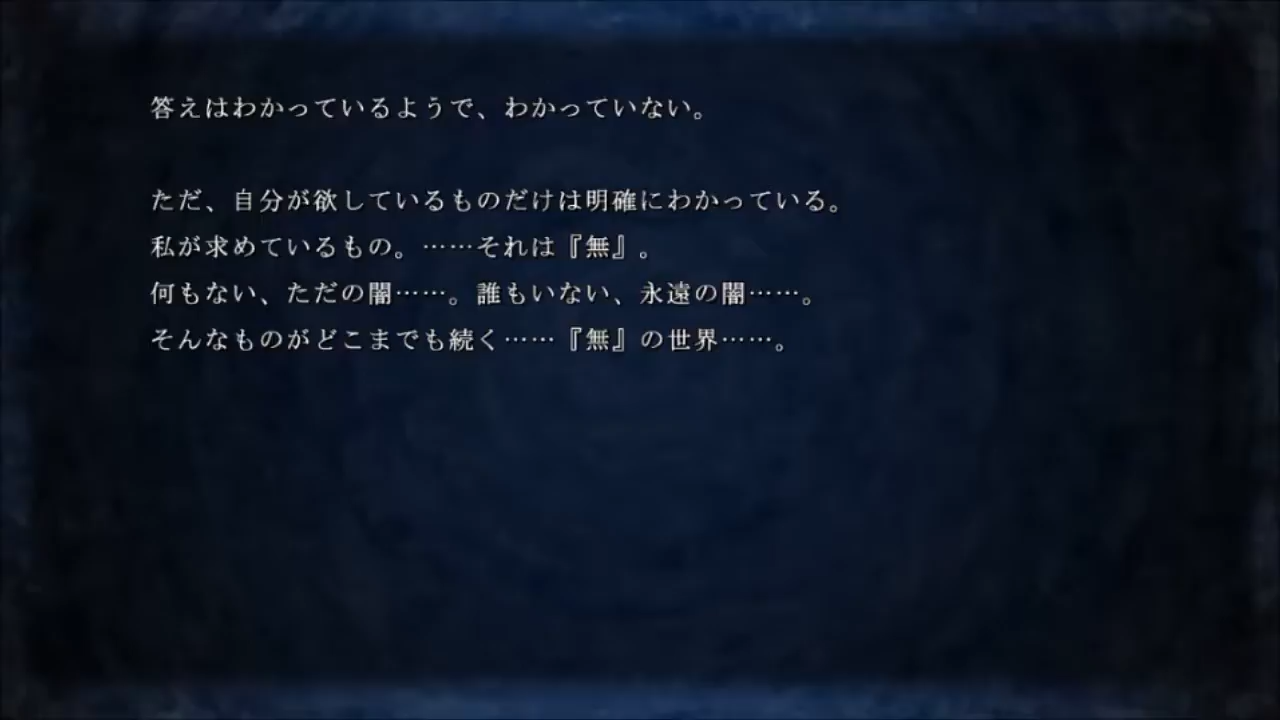 答えはわかっているようで、わかっていない。
ただ、自分が欲しているものだけは明確にわかっている。
私が求めているもの。……それは『無』。
何もない、ただの闇……。誰もいない、永遠の闇……。
そんなものがどこまでも続く……『無』の世界……。